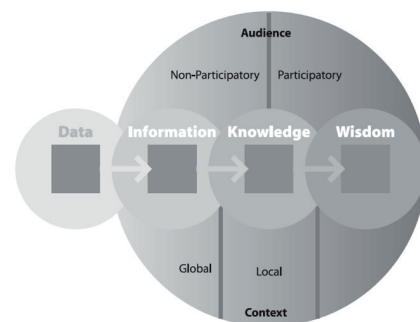 Audience
Non-Participatory Participatory
Data Information Knowledge Wisdom
Global Local
Context